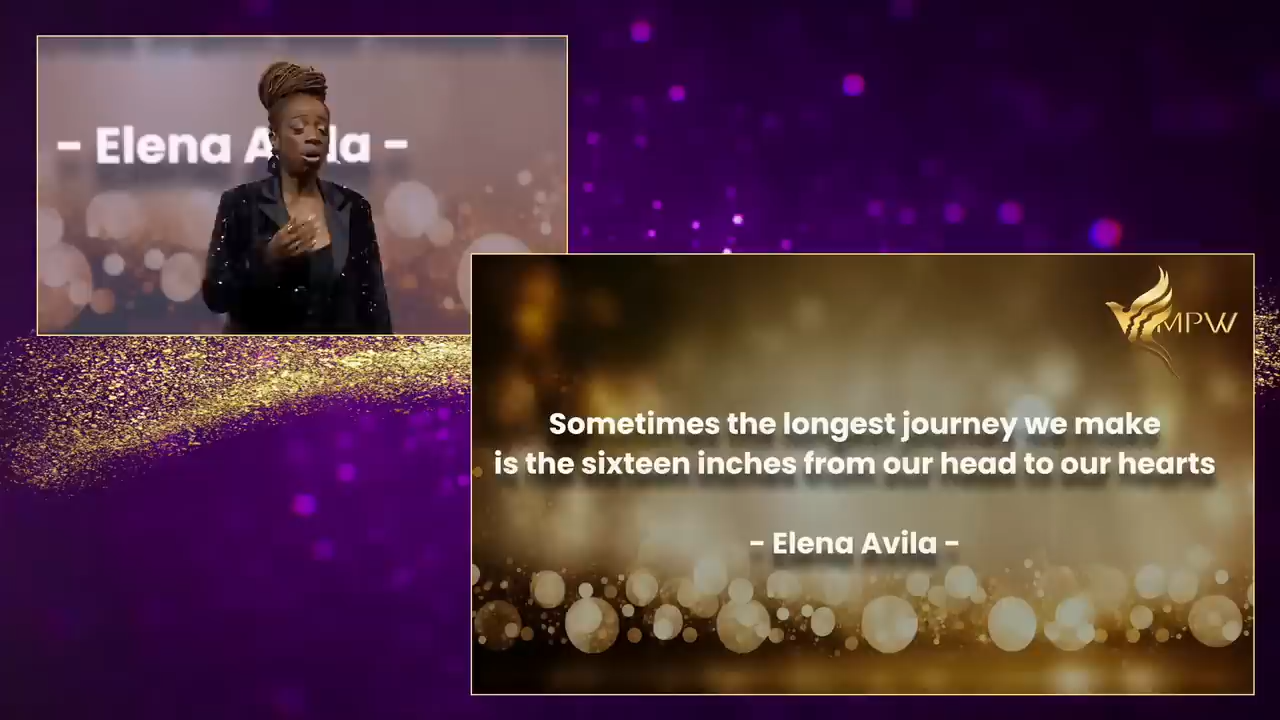 - Elena Avila -
MPW
Sometimes the longest journey we make
is the sixteen inches from our head to our hearts
- Elena Avila -